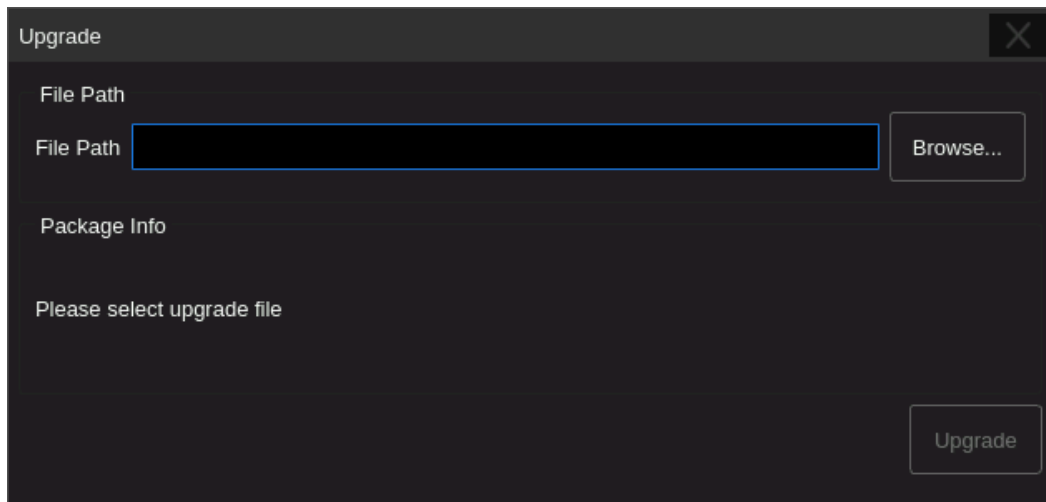 Upgrade
File Path
File Path
Browse...
Package Info
Please select upgrade file
Upgrade